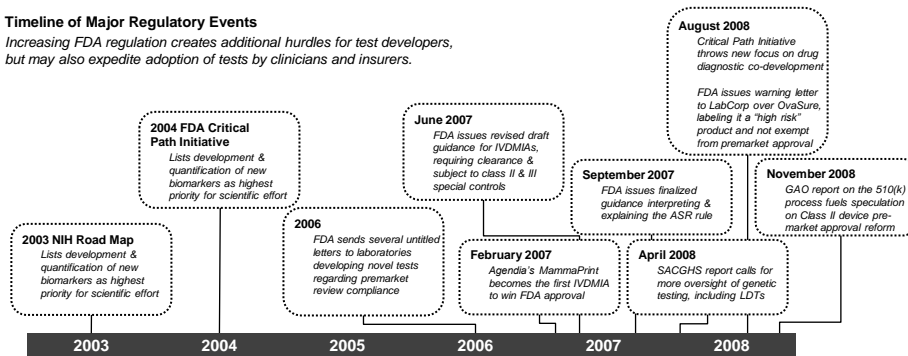 Timeline of Major Regulatory Events
Increasing FDA regulation creates additional hurdles for test developers,
but may also expedite adoption of tests by clinicians and insurers.
2003 NIH Road Map
Lists development &
quantification of new
biomarkers as highest
priority for scientific effort
2004 FDA Critical
Path Initiative
Lists development &
quantification of new
biomarkers as highest
priority for scientific effort
2006
FDA sends several untitled
letters to laboratories
developing novel tests
regarding premarket
review compliance
June 2007
FDA issues revised draft
guidance for IVDMIAs,
requiring clearance &
subject to class II & III
special controls
February 2007
Agendia's MammaPrint
becomes the first IVDMIA
to win FDA approval
September 2007
FDA issues finalized
guidance interpreting &
explaining the ASR rule
April 2008
SACGHS report calls for
more oversight of genetic
testing, including LDTs
August 2008
Critical Path Initiative
throws new focus on drug
diagnostic co-development
FDA issues warning letter
to LabCorp over OvaSure,
labeling it a "high risk"
product and not exempt
from premarket approval
November 2008
GAO report on the 510(k)
process fuels speculation
on Class II device pre-
market approval reform
2003 2004 2005 2006 2007 2008